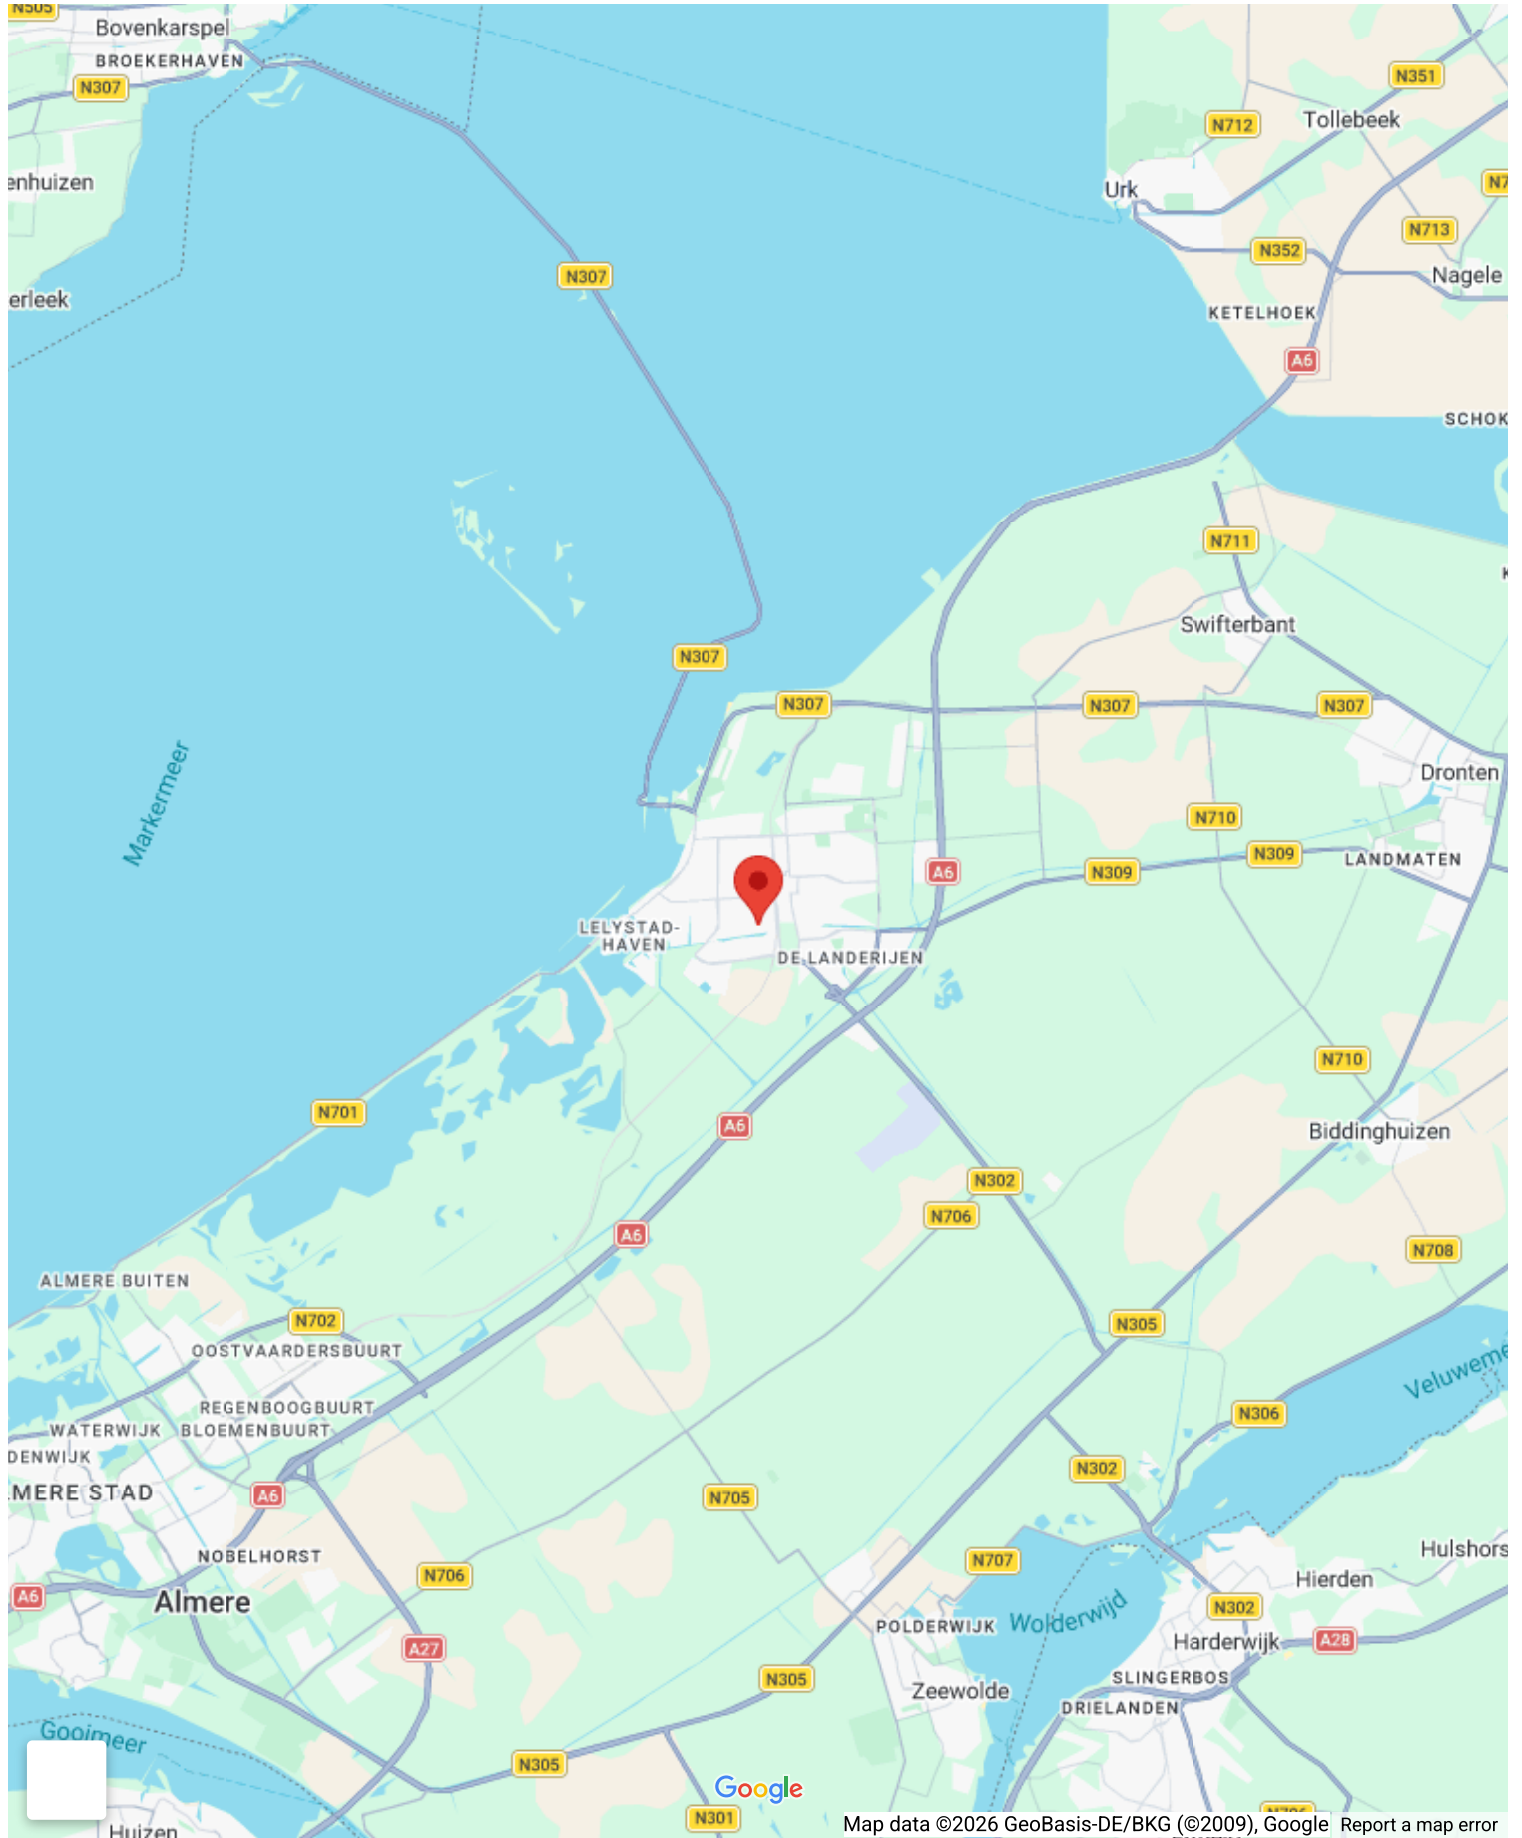 N505
Bovenkarspel
BROEKERHAVEN
N307
N351
N712
Tollebeek
enhuizen
Urk
N7
N713
N352
N307
Nagele
erleek
KETELHOEK
A6
SCHOK
N711
Swifterbant
N307
N307
N307
N307
Markermeer
Dronten
N710
N309
LANDMATEN
A6
N309
LELYSTAD-
HAVEN
DE LANDERIJEN
N710
N701
A6
Biddinghuizen
N302
N706
A6
N708
ALMERE BUITEN
N702
N305
OOSTVAARDERSBUURT
Veluweme
REGENBOOGBUURT
N306
WATERWIJK
BLOEMENBUURT
DENWIJK
N302
LMERE STAD
A6
N705
NOBELHORST
N707
Hulshors
N706
Hierden
A6
Almere
N302
Wolderwijd
POLDERWIJK
Harderwijk
A28
A27
SLINGERBOS
N305
Zeewolde
DRIELANDEN
Gooimeer
N305
Google
N301
Huizen
Map data ©2026 GeoBasis-DE/BKG (©2009), Google
Report a map error